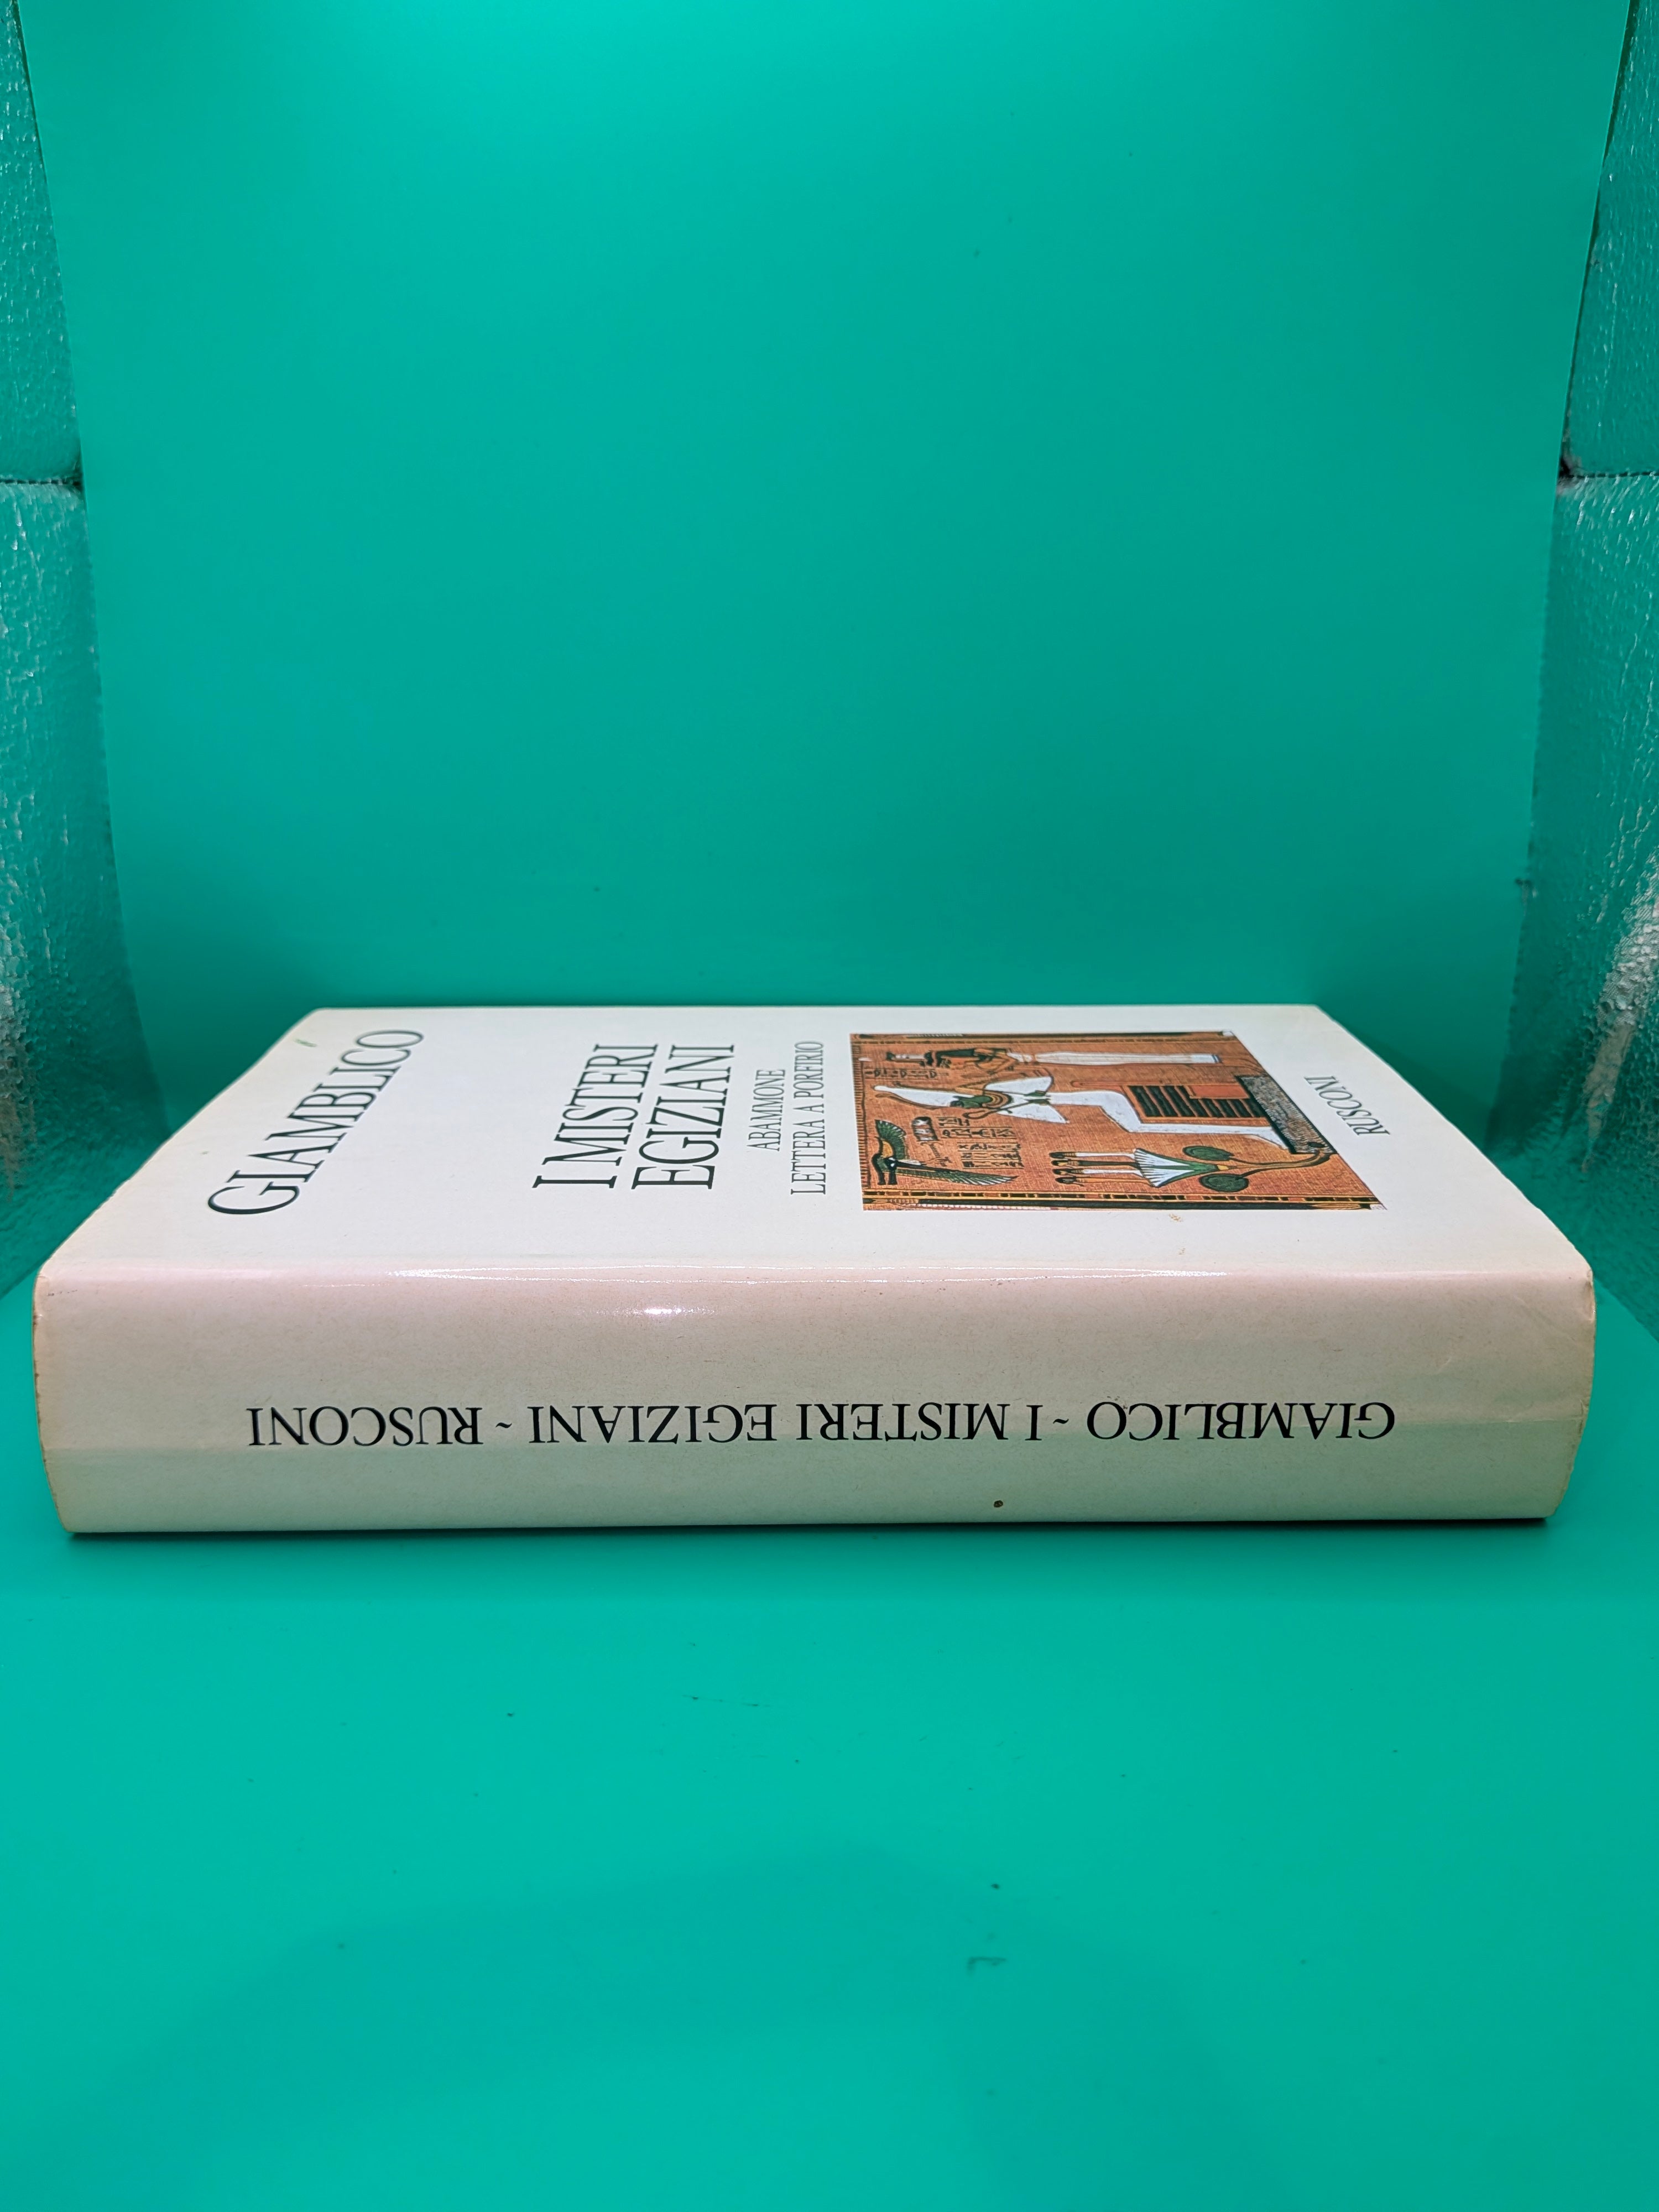 GIAMBLICO
I MISTERI
EGIZIANI
ABAMMONE
LETTERA A PORFIRIO
RUSCONI
GIAMBLICO ~ I MISTERI EGIZIANI ~ RUSCONI